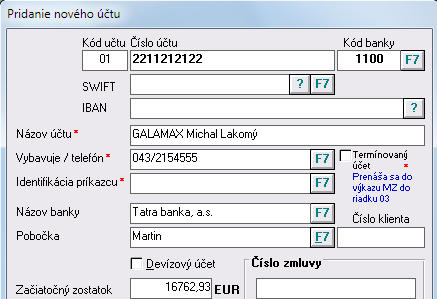 Pridanie nového účtu
Kód uctu Číslo účtu Kód banky
01 2211212122 1100 F7
SWIFT ? F7
IBAN ?
Názov účtu * GALAMAX Michal Lakomý
Vybavuje / telefón * 043/2154555 F7 Termínovaný
účet *
Identifikácia príkazcu * F7 Prenáša sa do
výkazu MZ do
riadku 03
Názov banky Tatra banka, a.s. F7
Číslo klienta
Pobočka Martin F7
Devízový účet Číslo zmluvy
Začiatočný zostatok 16762,93 EUR